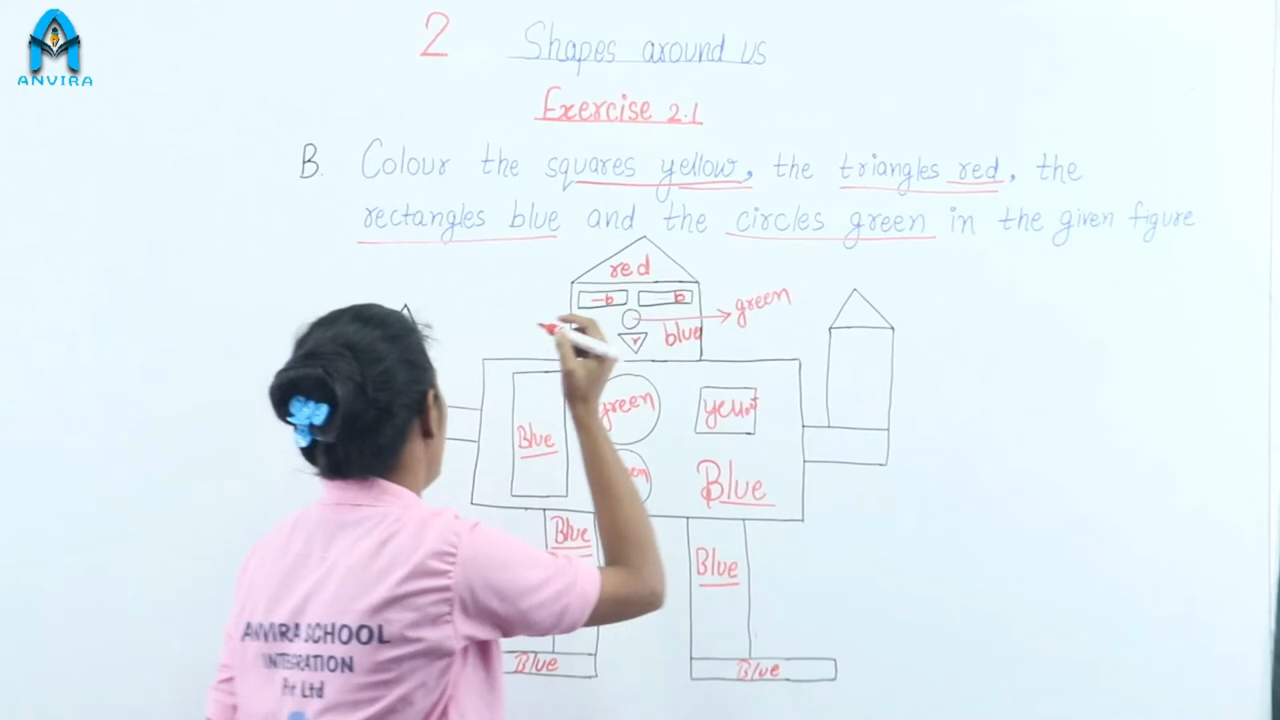 ANVIRA
2 Shapes around us
Exercise 2.1
B. Colour the squares yellow, the triangles red, the
rectangles blue and the circles green in the given figure
red
b b
green
blue
r
green
yellow
Blue
Blue
Blue
Blue
Blue
Blue
ANVIRA SCHOOL
INTEGRATION
Pvt Ltd